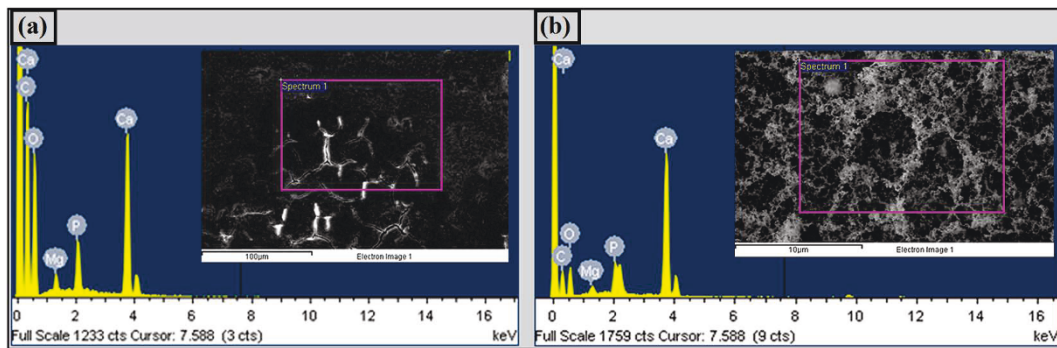 (a)
Ca
C
O
Ca
P
Mg
Spectrum 1
100µm
Electron Image 1
0 2 4 6 8 10 12 14 16
Full Scale 1233 cts Cursor: 7.588 (3 cts)
keV
(b)
Ca
Ca
O
C
P
Mg
Spectrum 1
10µm
Electron Image 1
0 2 4 6 8 10 12 14 16
Full Scale 1759 cts Cursor: 7.588 (9 cts)
keV